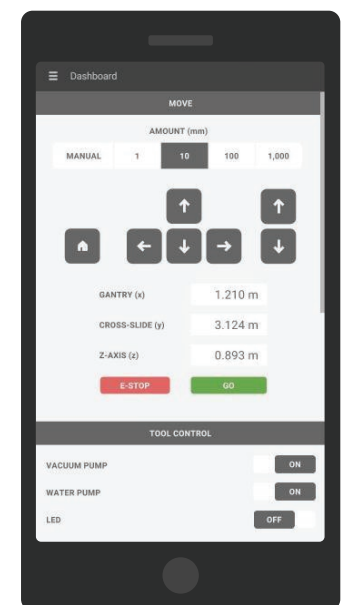 Dashboard
MOVE
AMOUNT (mm)
MANUAL 1 10 100 1,000
GANTRY (x) 1.210 m
CROSS-SLIDE (y) 3.124 m
Z-AXIS (z) 0.893 m
E-STOP GO
TOOL CONTROL
VACUUM PUMP ON
WATER PUMP ON
LED OFF